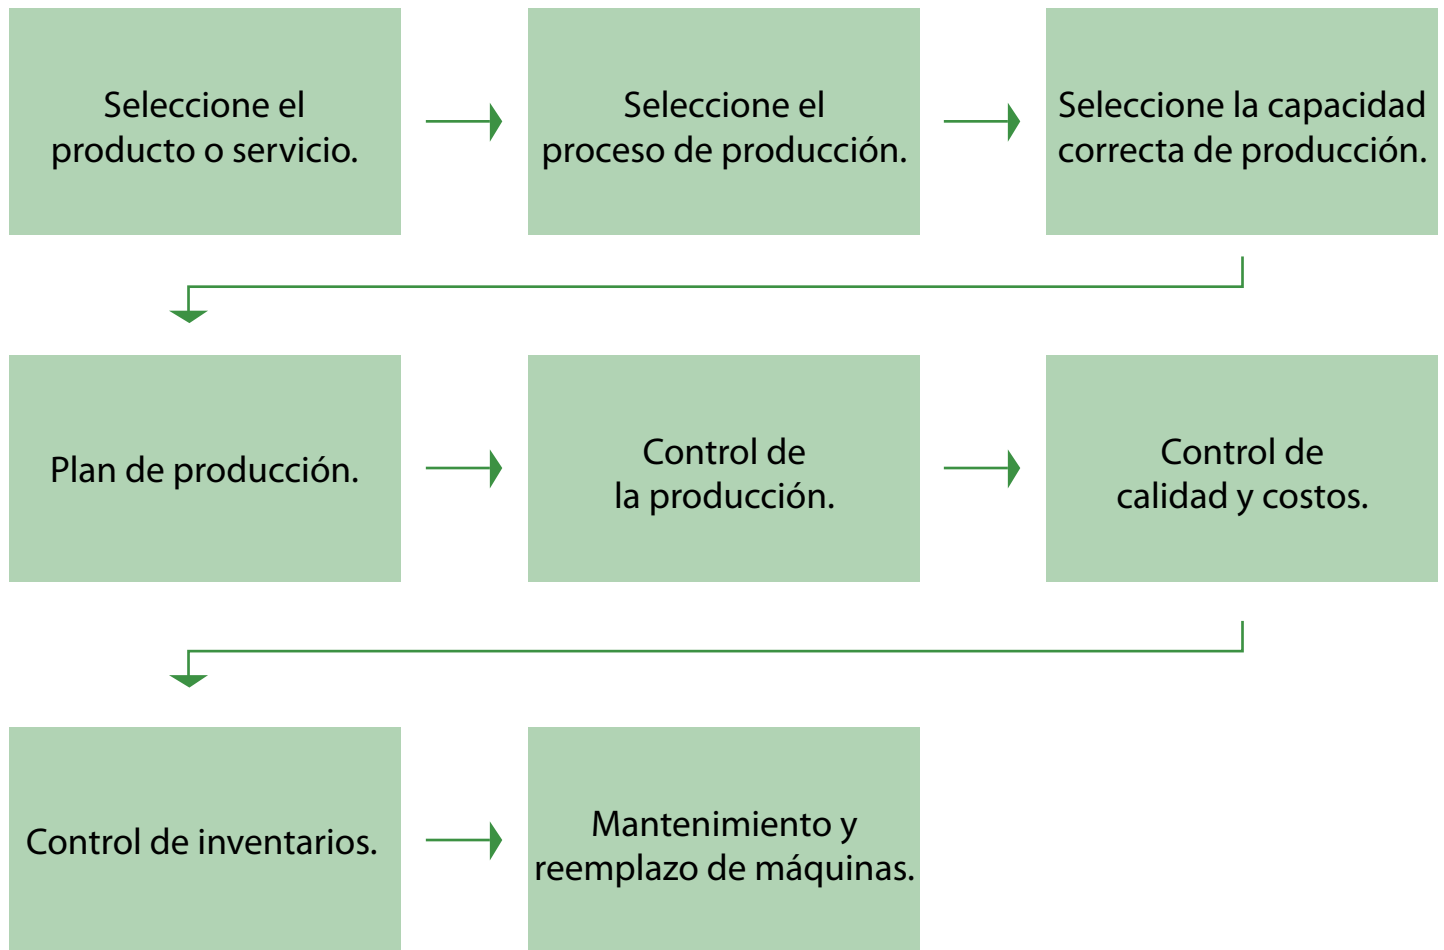 Seleccione el
producto o servicio.
Seleccione el
proceso de producción.
Seleccione la capacidad
correcta de producción.
Plan de producción.
Control de
la producción.
Control de
calidad y costos.
Control de inventarios.
Mantenimiento y
reemplazo de máquinas.